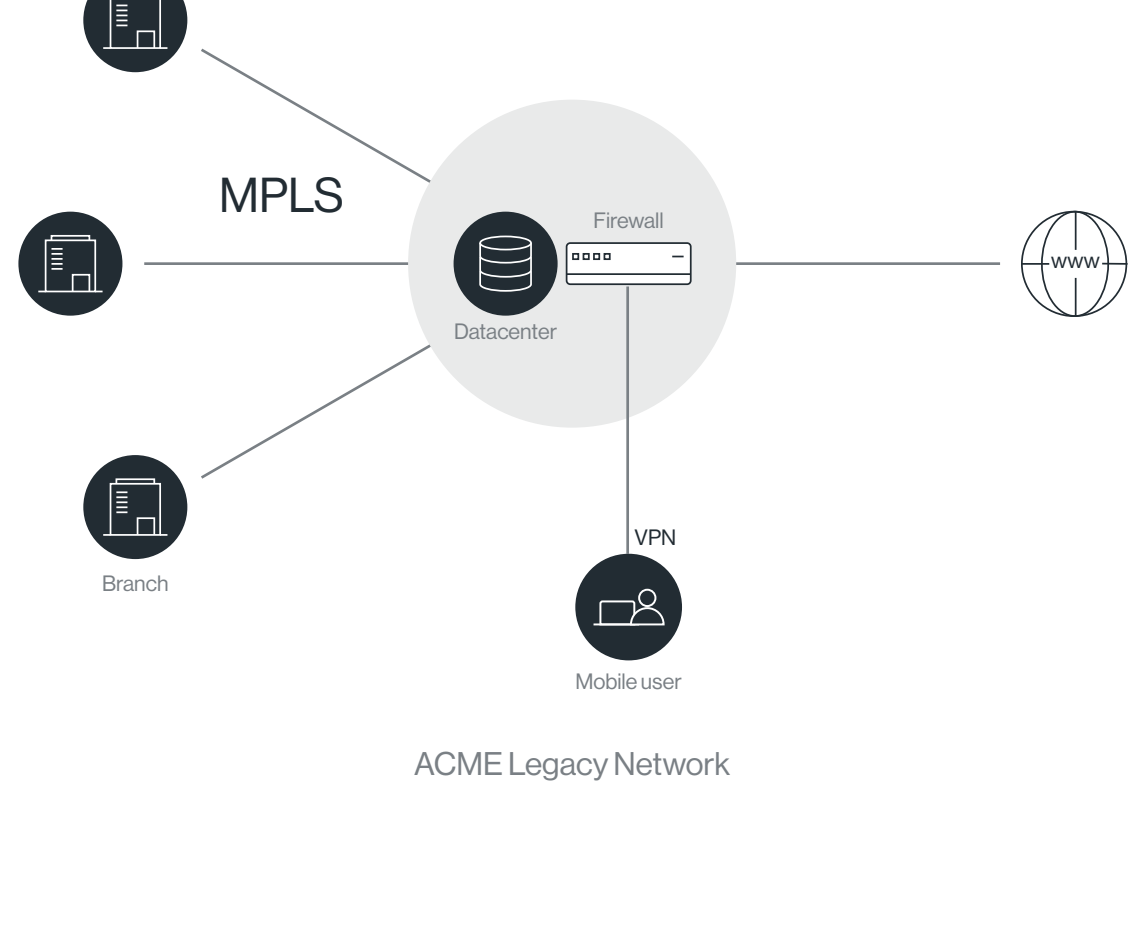 MPLS
Firewall
www
Datacenter
VPN
Branch
Mobile user
ACME Legacy Network